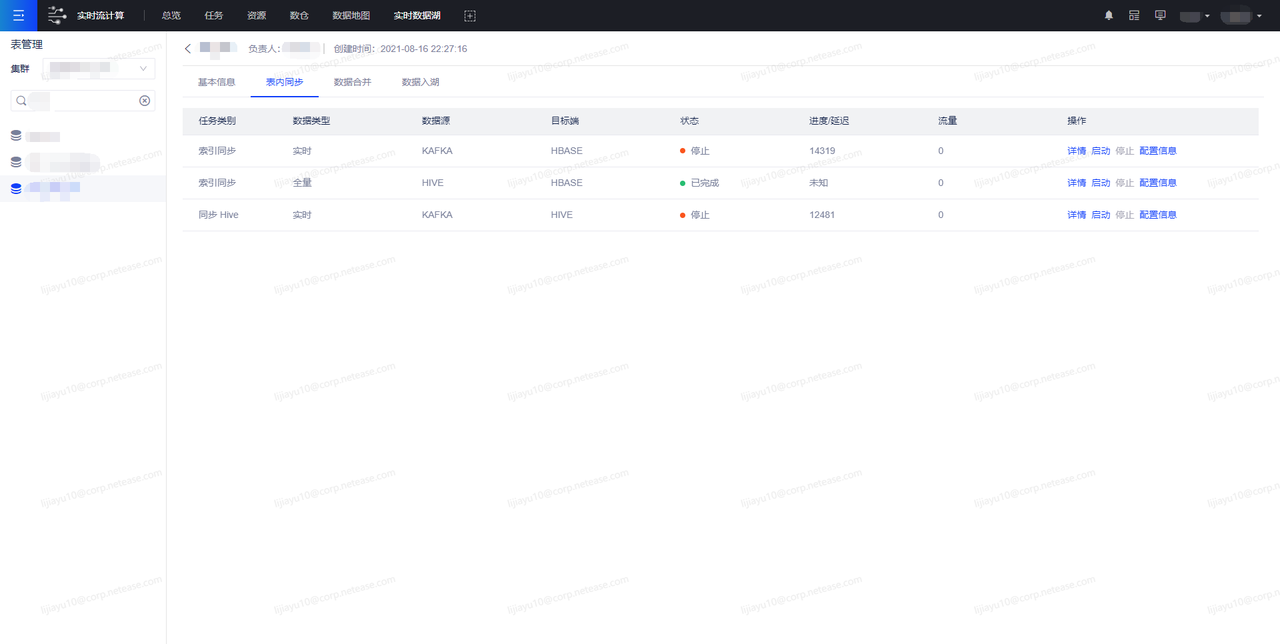 实时流计算 总览 任务 资源 数仓 数据地图 实时数据湖
表管理
集群
负责人： 创建时间：2021-08-16 22:27:16
基本信息 表内同步 数据合并 数据入湖
任务类别 数据类型 数据源 目标端 状态 进度/延迟 流量 操作
索引同步 实时 KAFKA HBASE 停止 14319 0 详情 启动 停止 配置信息
索引同步 全量 HIVE HBASE 已完成 未知 0 详情 启动 停止 配置信息
同步 Hive 实时 KAFKA HIVE 停止 12481 0 详情 启动 停止 配置信息
lijiayu10@corp.netease.com